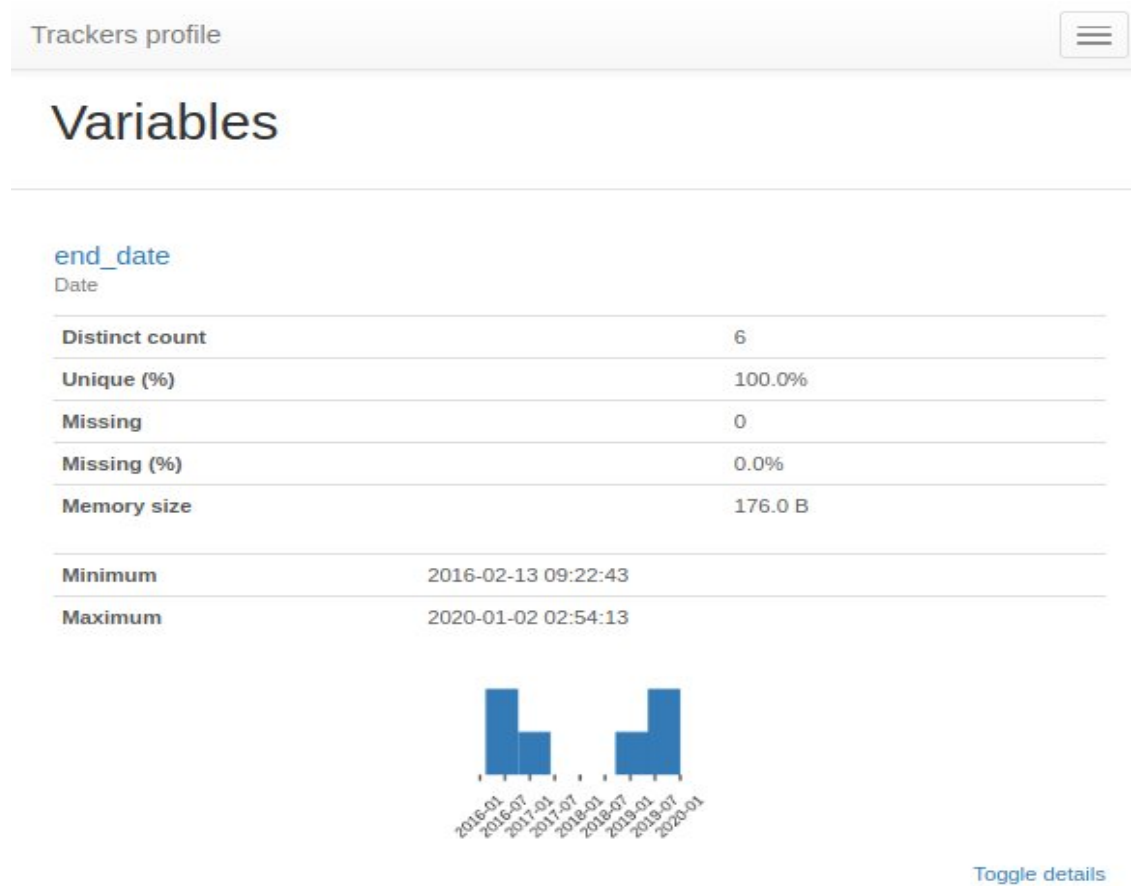 Trackers profile
Variables
end_date
Date
Distinct count 6
Unique (%) 100.0%
Missing 0
Missing (%) 0.0%
Memory size 176.0 B
Minimum 2016-02-13 09:22:43
Maximum 2020-01-02 02:54:13
2016-01 2016-07 2017-01 2017-07 2018-01 2018-07 2019-01 2019-07 2020-01
Toggle details